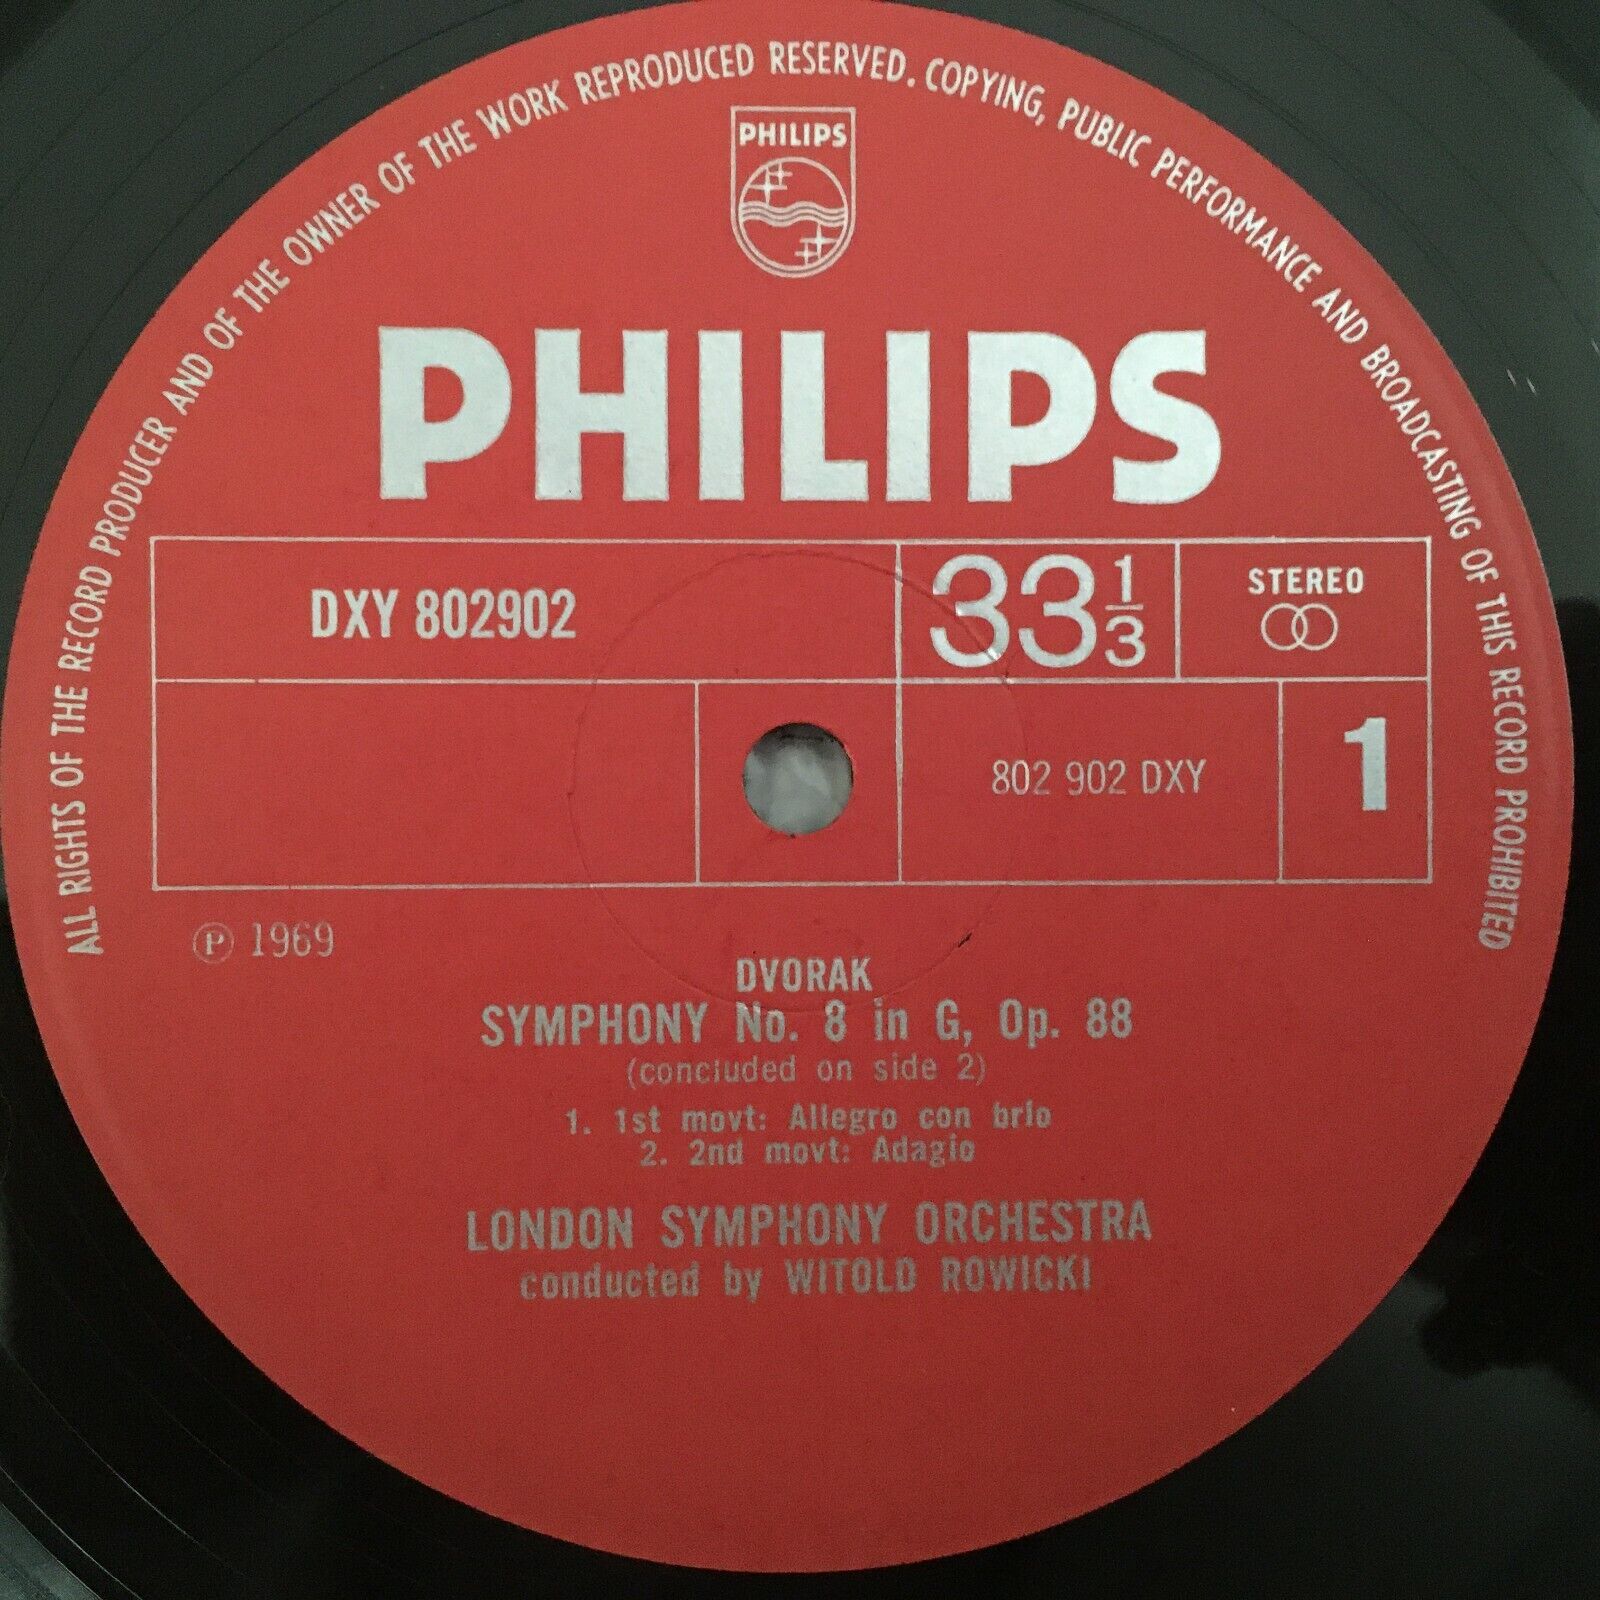 ALL RIGHTS OF THE RECORD PRODUCER AND OF THE OWNER OF THE WORK REPRODUCED RESERVED. COPYING, PUBLIC PERFORMANCE AND BROADCASTING OF THIS RECORD PROHIBITED
PHILIPS
PHILIPS
DXY 802902
33 1/3
STEREO
802 902 DXY
1
Ⓟ 1969
DVORAK
SYMPHONY No. 8 in G, Op. 88
(concluded on side 2)
1. 1st movt: Allegro con brio
2. 2nd movt: Adagio
LONDON SYMPHONY ORCHESTRA
conducted by WITOLD ROWICKI